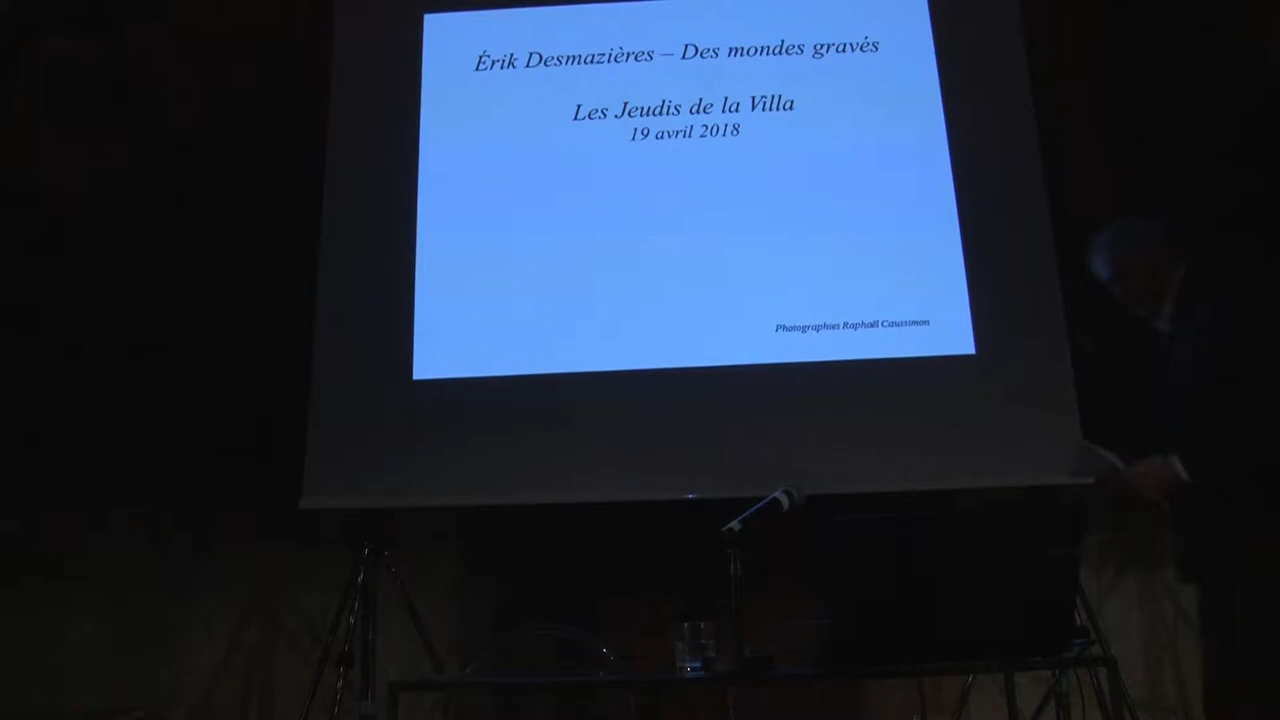 Érik Desmazières – Des mondes gravés
Les Jeudis de la Villa
19 avril 2018
Photographies Raphaël Caussimon